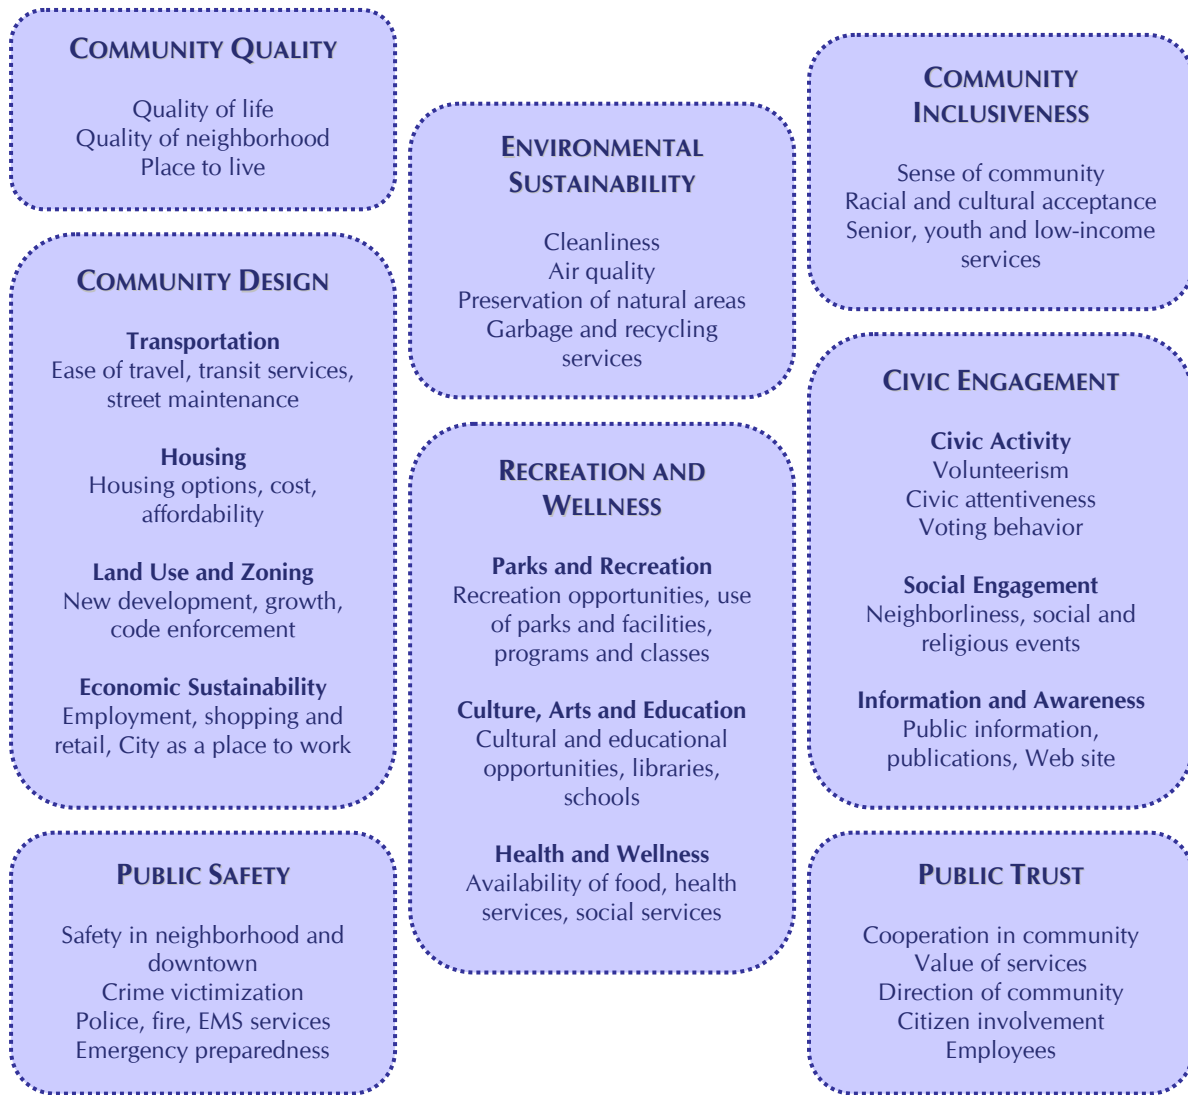 COMMUNITY QUALITY
Quality of life
Quality of neighborhood
Place to live
COMMUNITY DESIGN
Transportation
Ease of travel, transit services,
street maintenance
Housing
Housing options, cost,
affordability
Land Use and Zoning
New development, growth,
code enforcement
Economic Sustainability
Employment, shopping and
retail, City as a place to work
PUBLIC SAFETY
Safety in neighborhood and
downtown
Crime victimization
Police, fire, EMS services
Emergency preparedness
ENVIRONMENTAL
SUSTAINABILITY
Cleanliness
Air quality
Preservation of natural areas
Garbage and recycling
services
RECREATION AND
WELLNESS
Parks and Recreation
Recreation opportunities, use
of parks and facilities,
programs and classes
Culture, Arts and Education
Cultural and educational
opportunities, libraries,
schools
Health and Wellness
Availability of food, health
services, social services
COMMUNITY
INCLUSIVENESS
Sense of community
Racial and cultural acceptance
Senior, youth and low-income
services
CIVIC ENGAGEMENT
Civic Activity
Volunteerism
Civic attentiveness
Voting behavior
Social Engagement
Neighborliness, social and
religious events
Information and Awareness
Public information,
publications, Web site
PUBLIC TRUST
Cooperation in community
Value of services
Direction of community
Citizen involvement
Employees